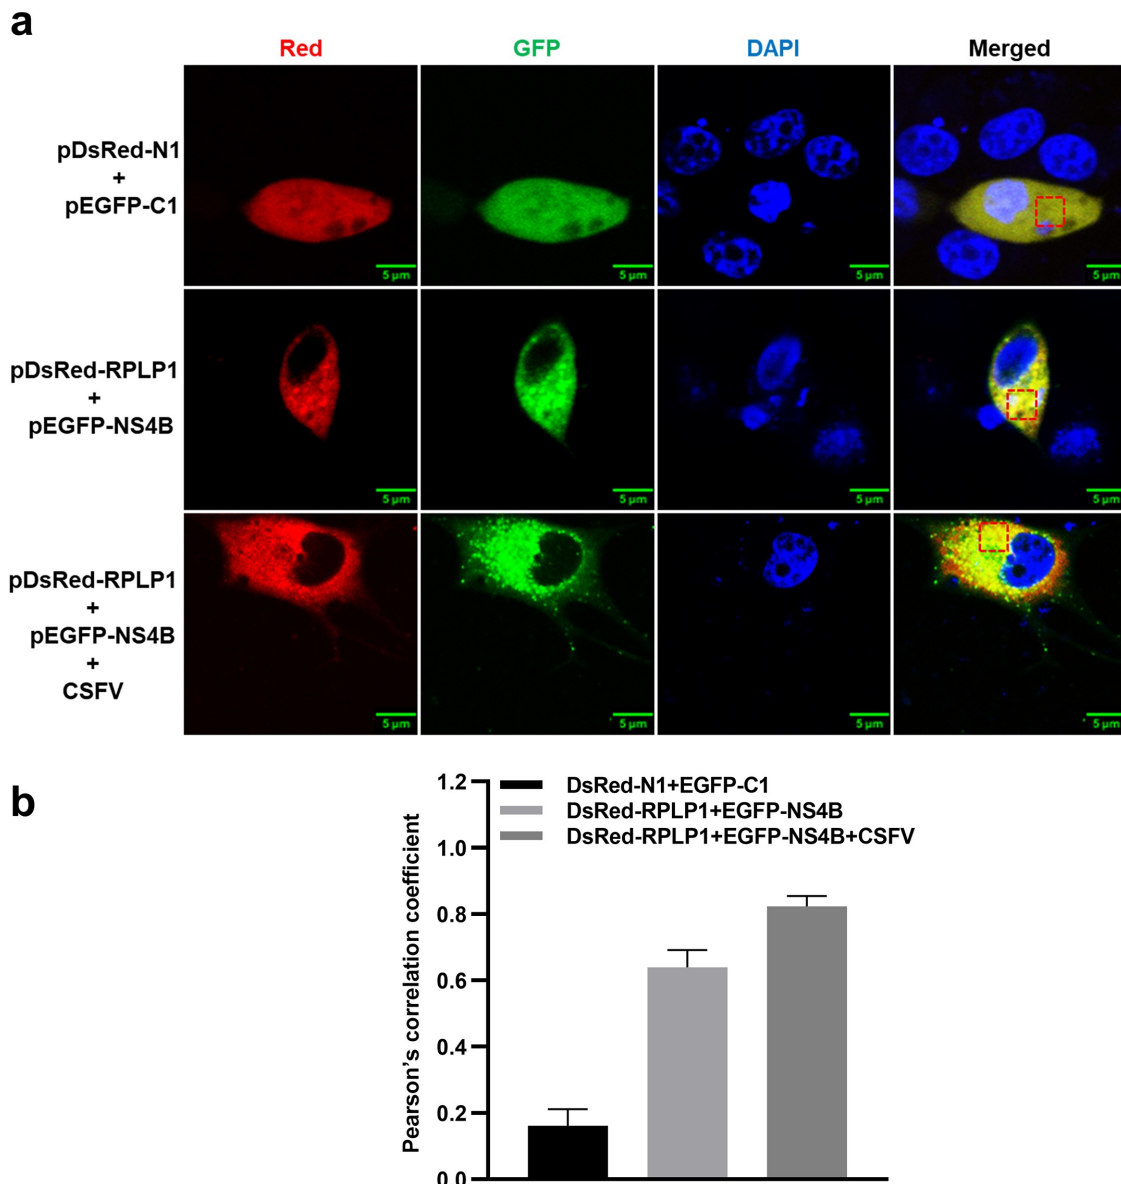 a
Red GFP DAPI Merged
pDsRed-N1
+
pEGFP-C1
5 μm 5 μm 5 μm 5 μm
pDsRed-RPLP1
+
pEGFP-NS4B
5 μm 5 μm 5 μm 5 μm
pDsRed-RPLP1
+
pEGFP-NS4B
+
CSFV
5 μm 5 μm 5 μm 5 μm
b
Pearson's correlation coefficient
1.2
1.0
0.8
0.6
0.4
0.2
0.0
DsRed-N1+EGFP-C1
DsRed-RPLP1+EGFP-NS4B
DsRed-RPLP1+EGFP-NS4B+CSFV